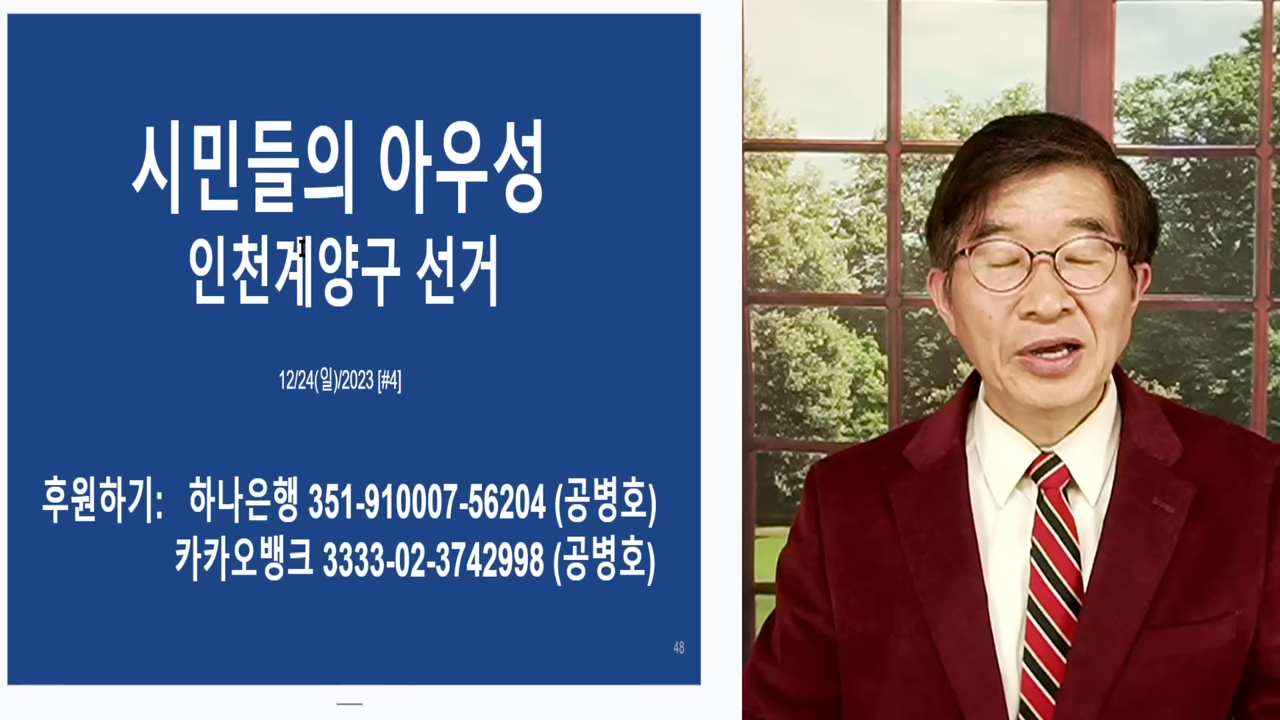 시민들의 아우성
인천계양구 선거
12/24(일)/2023 [#4]
후원하기: 하나은행 351-910007-56204 (공병호)
카카오뱅크 3333-02-3742998 (공병호)
48